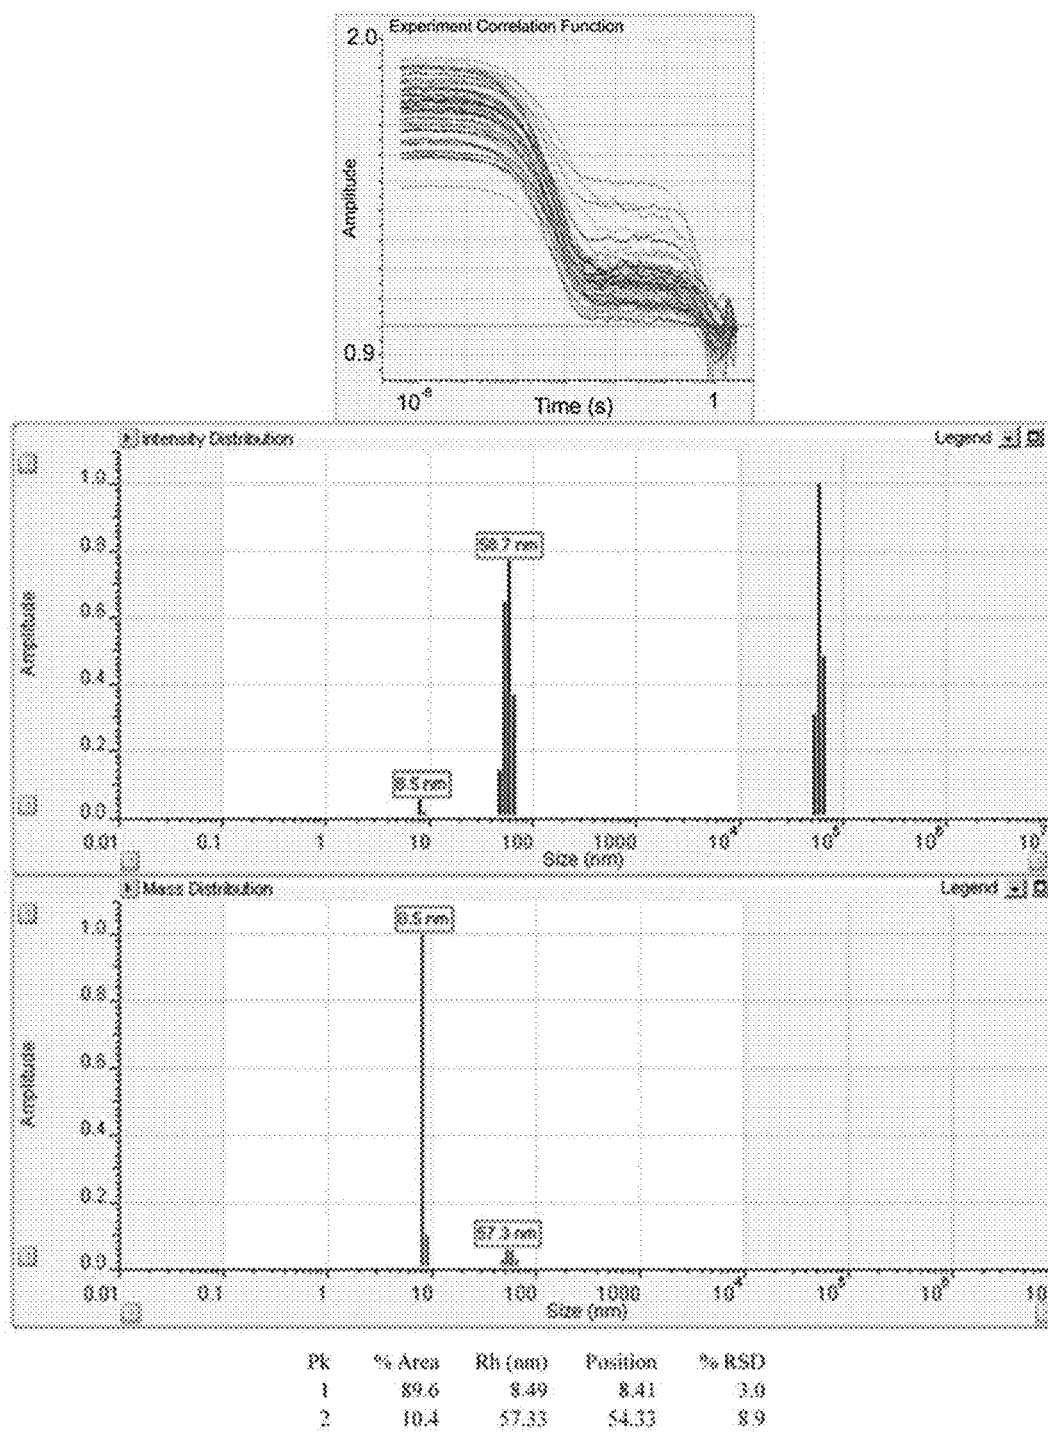 Experiment Correlation Function
2.0
Amplitude
0.9
1
Time (s)
Intensity Distribution
Legend
1.0
0.8
0.6
0.4
0.2
0.0
Amplitude
58.7 nm
8.5 nm
0.01 0.1 1 10 100 1000 10⁴ 10⁵ 10⁶ 10⁷
Size (nm)
Mass Distribution
Legend
1.0
0.8
0.6
0.4
0.2
0.0
Amplitude
8.5 nm
57.3 nm
0.01 0.1 1 10 100 1000 10⁴ 10⁵ 10⁶
Size (nm)
Pk % Area Rh (nm) Position % RSD
1 89.6 8.49 8.41 3.0
2 10.4 57.33 54.33 8.9